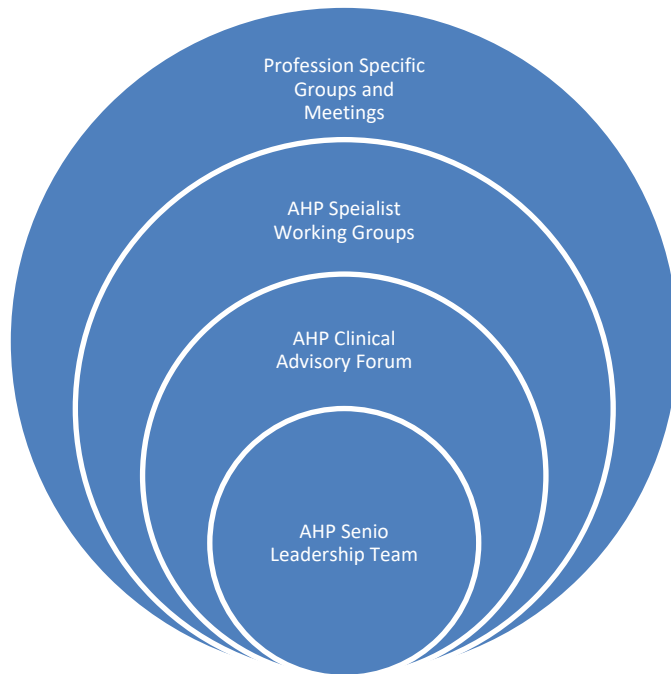 Profession Specific
Groups and
Meetings
AHP Speialist
Working Groups
AHP Clinical
Advisory Forum
AHP Senio
Leadership Team